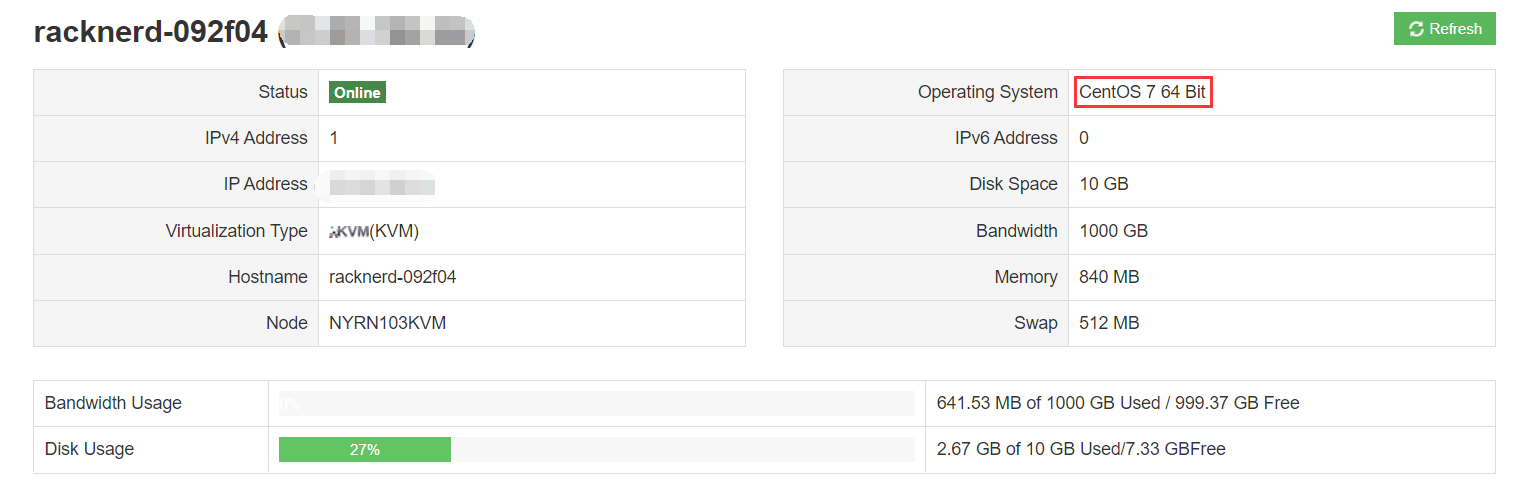 racknerd-092f04 (
Refresh
Status Online
IPv4 Address 1
IP Address
Virtualization Type KVM(KVM)
Hostname racknerd-092f04
Node NYRN103KVM
Operating System CentOS 7 64 Bit
IPv6 Address 0
Disk Space 10 GB
Bandwidth 1000 GB
Memory 840 MB
Swap 512 MB
Bandwidth Usage 0% 641.53 MB of 1000 GB Used / 999.37 GB Free
Disk Usage 27% 2.67 GB of 10 GB Used/7.33 GBFree